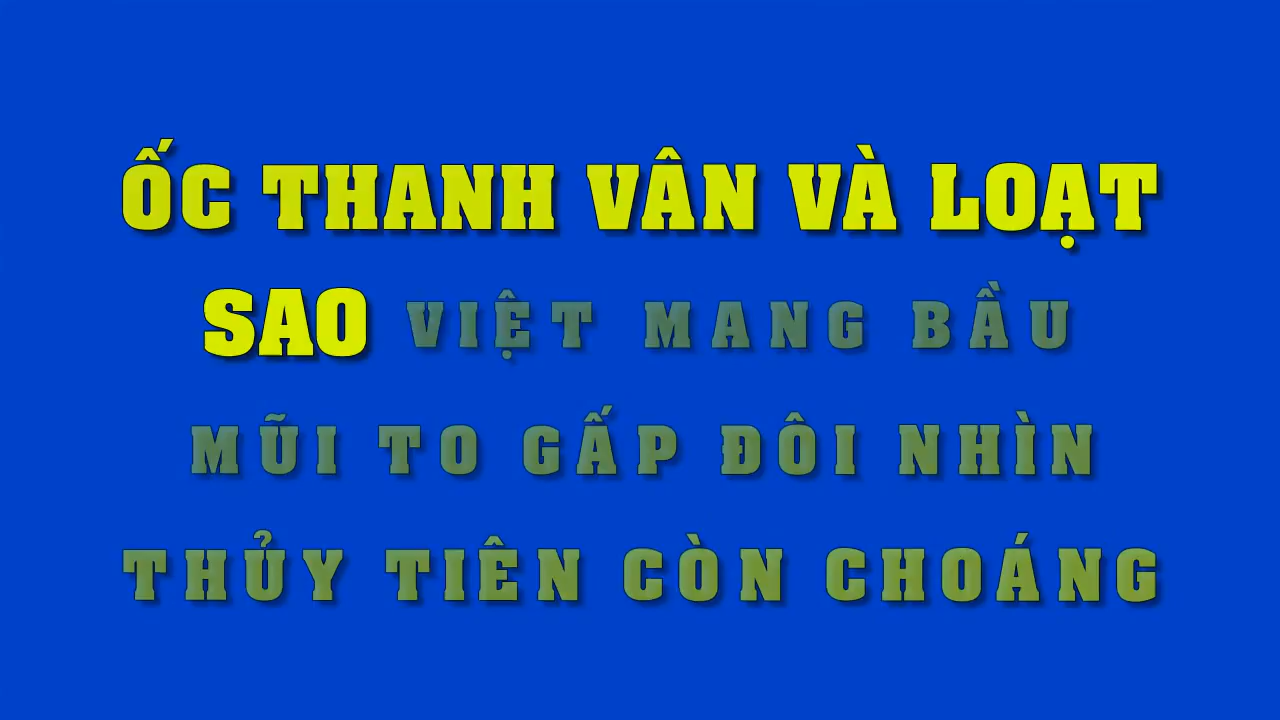 ỐC THANH VÂN VÀ LOẠT
SAO VIỆT MANG BẦU
MŨI TO GẤP ĐÔI NHÌN
THỦY TIÊN CÒN CHOÁNG